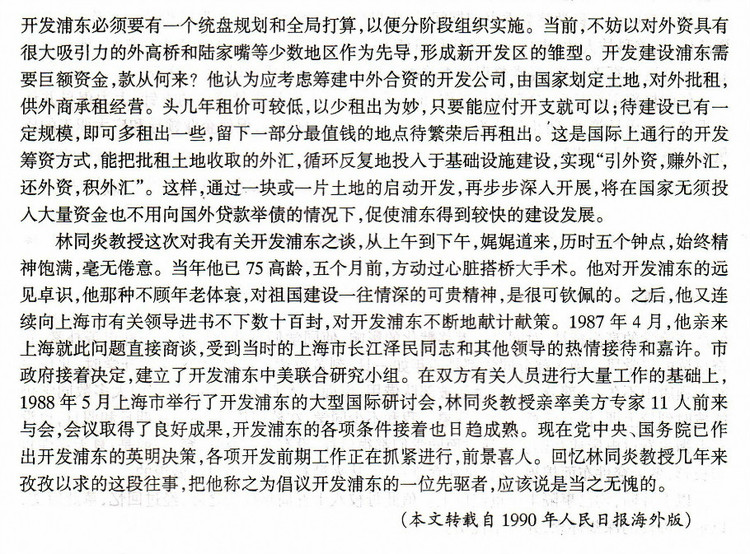 开发浦东必须要有一个统盘规划和全局打算,以便分阶段组织实施。当前,不妨以对外资具有
很大吸引力的外高桥和陆家嘴等少数地区作为先导,形成新开发区的雏型。开发建设浦东需
要巨额资金,款从何来?他认为应考虑筹建中外合资的开发公司,由国家划定土地,对外批租,
供外商承租经营。头几年租价可较低,以少租出为妙,只要能应付开支就可以;待建设已有一
定规模,即可多租出一些,留下一部分最值钱的地点待繁荣后再租出。这是国际上通行的开发
筹资方式,能把批租土地收取的外汇,循环反复地投入于基础设施建设,实现“引外资,赚外汇,
还外资,积外汇”。这样,通过一块或一片土地的启动开发,再步步深入开展,将在国家无须投
入大量资金也不用向国外贷款举债的情况下,促使浦东得到较快的建设发展。
林同炎教授这次对我有关开发浦东之谈,从上午到下午,娓娓道来,历时五个钟点,始终精
神饱满,毫无倦意。当年他已 75 高龄,五个月前,方动过心脏搭桥大手术。他对开发浦东的远
见卓识,他那种不顾年老体衰,对祖国建设一往情深的可贵精神,是很可钦佩的。之后,他又连
续向上海市有关领导进书不下数十百封,对开发浦东不断地献计献策。1987 年 4 月,他亲来
上海就此问题直接商谈,受到当时的上海市长江泽民同志和其他领导的热情接待和嘉许。市
政府接着决定,建立了开发浦东中美联合研究小组。在双方有关人员进行大量工作的基础上,
1988 年 5 月上海市举行了开发浦东的大型国际研讨会,林同炎教授亲率美方专家 11 人前来
与会,会议取得了良好成果,开发浦东的各项条件接着也日趋成熟。现在党中央、国务院已作
出开发浦东的英明决策,各项开发前期工作正在抓紧进行,前景喜人。回忆林同炎教授几年来
孜孜以求的这段往事,把他称之为倡议开发浦东的一位先驱者,应该说是当之无愧的。
(本文转载自 1990 年人民日报海外版)